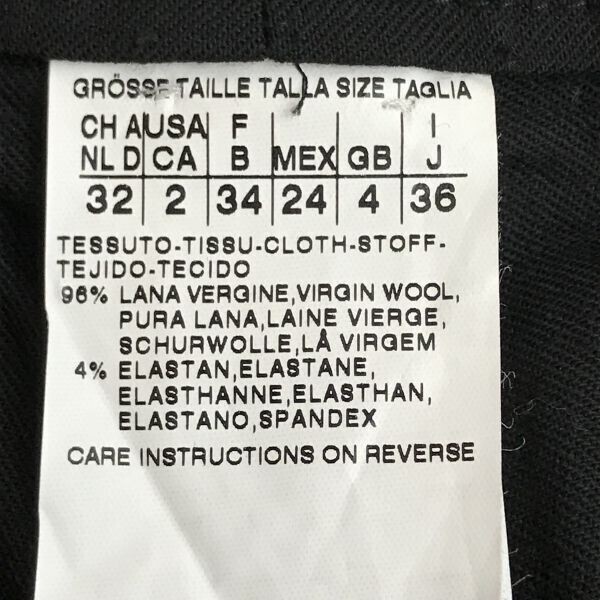 GRÖSSE TAILLE TALLA SIZE TAGLIA
CH A USA F I
NL D CA B MEX GB J
32 2 34 24 4 36
TESSUTO-TISSU-CLOTH-STOFF-
TEJIDO-TECIDO
96% LANA VERGINE,VIRGIN WOOL,
PURA LANA,LAINE VIERGE,
SCHURWOLLE,LÅ VIRGEM
4% ELASTAN,ELASTANE,
ELASTHANNE,ELASTHAN,
ELASTANO,SPANDEX
CARE INSTRUCTIONS ON REVERSE